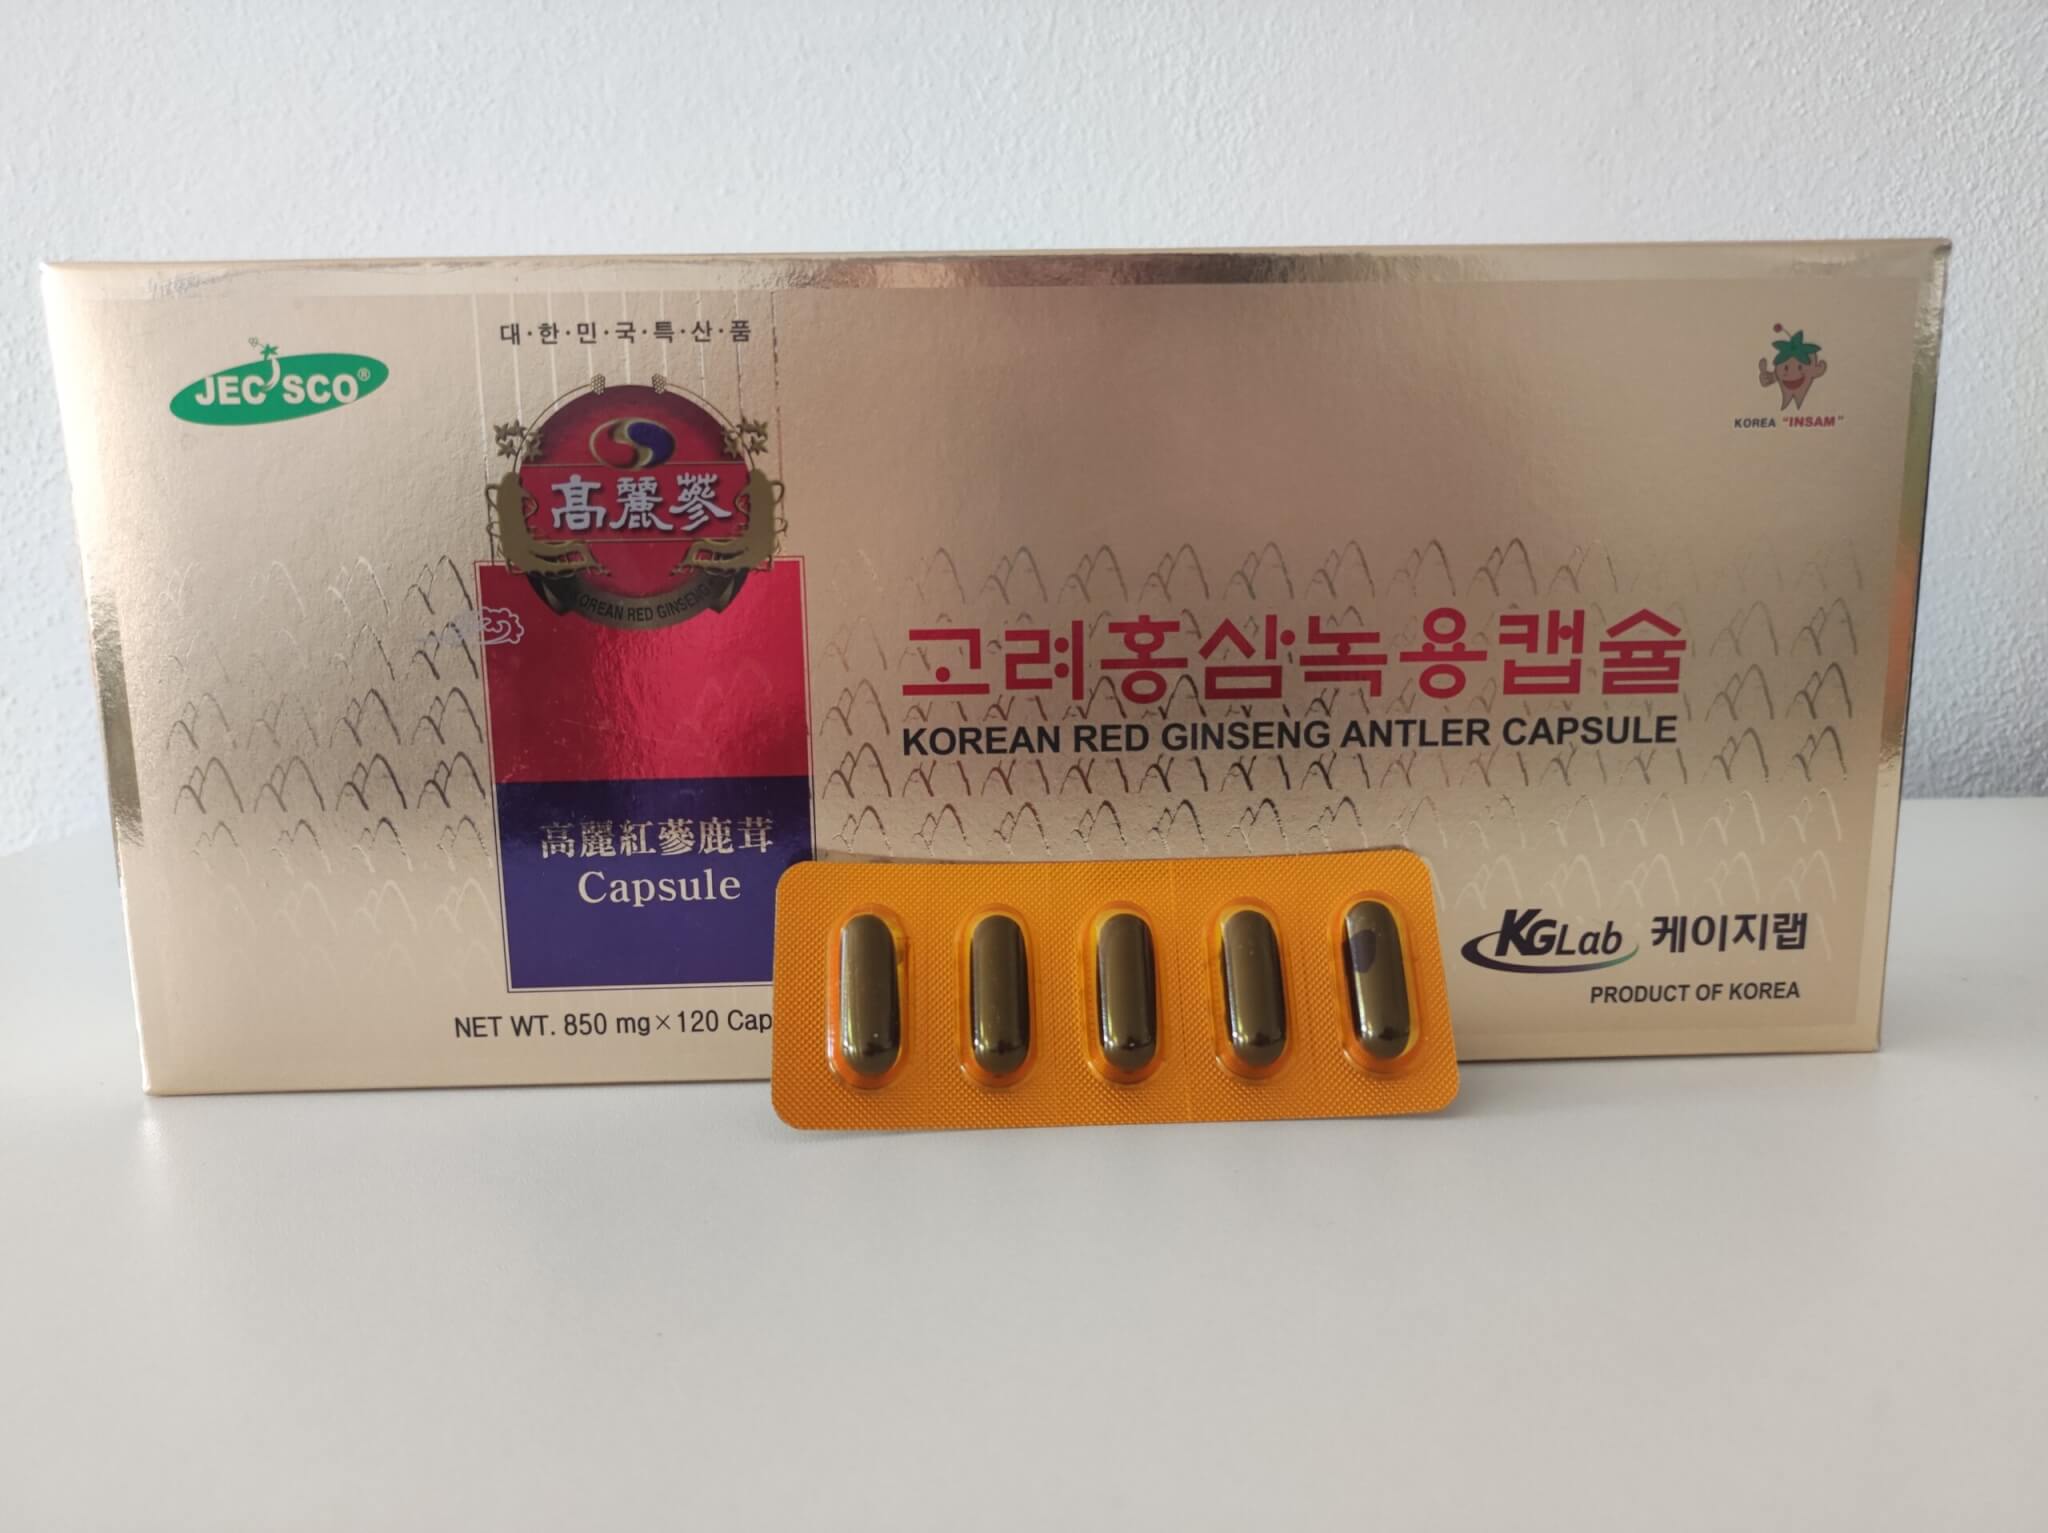 대·한·민·국·특·산·품
JECISCO®
高麗蔘
KOREAN RED GINSENG
KOREA "INSAM"
고려홍삼녹용캡슐
KOREAN RED GINSENG ANTLER CAPSULE
高麗紅蔘鹿茸
Capsule
KGLab 케이지랩
PRODUCT OF KOREA
NET WT. 850 mg×120 Cap